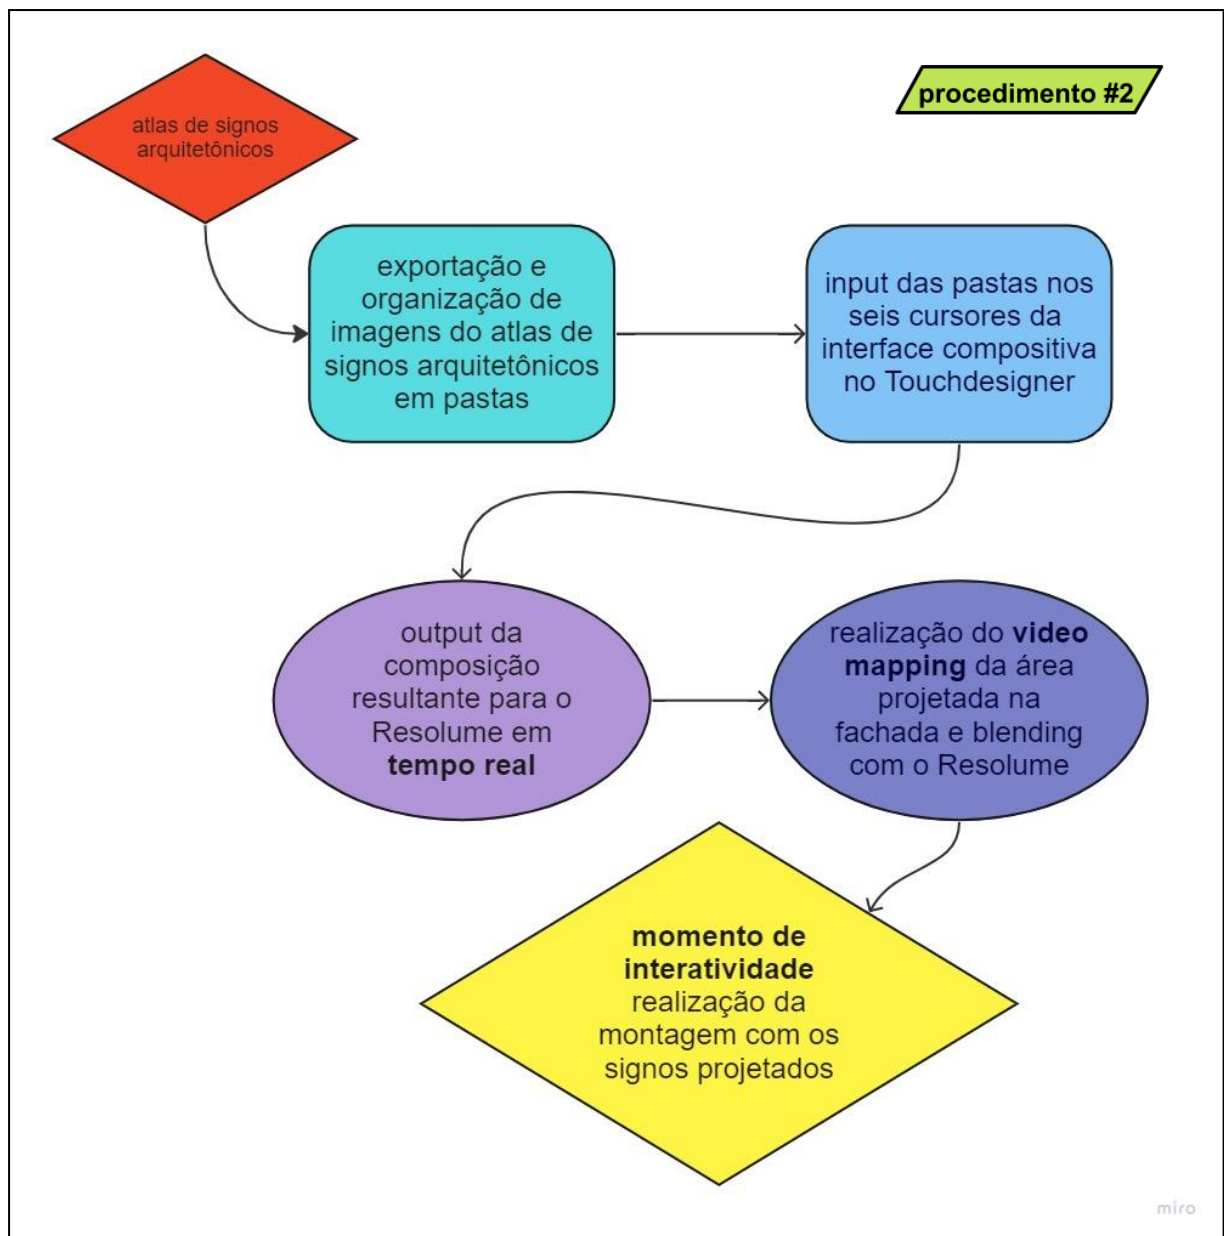 procedimento #2
atlas de signos
arquitetônicos
exportação e
organização de
imagens do atlas de
signos arquitetônicos
em pastas
input das pastas nos
seis cursores da
interface compositiva
no Touchdesigner
output da
composição
resultante para o
Resolume em
tempo real
realização do video
mapping da área
projetada na
fachada e blending
com o Resolume
momento de
interatividade
realização da
montagem com os
signos projetados
miro